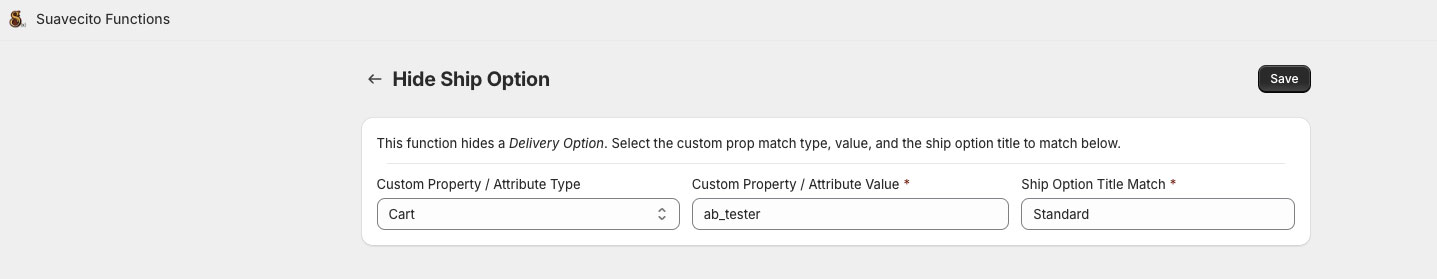 Suavecito Functions
← Hide Ship Option
Save
This function hides a Delivery Option. Select the custom prop match type, value, and the ship option title to match below.
Custom Property / Attribute Type
Cart
Custom Property / Attribute Value *
ab_tester
Ship Option Title Match *
Standard